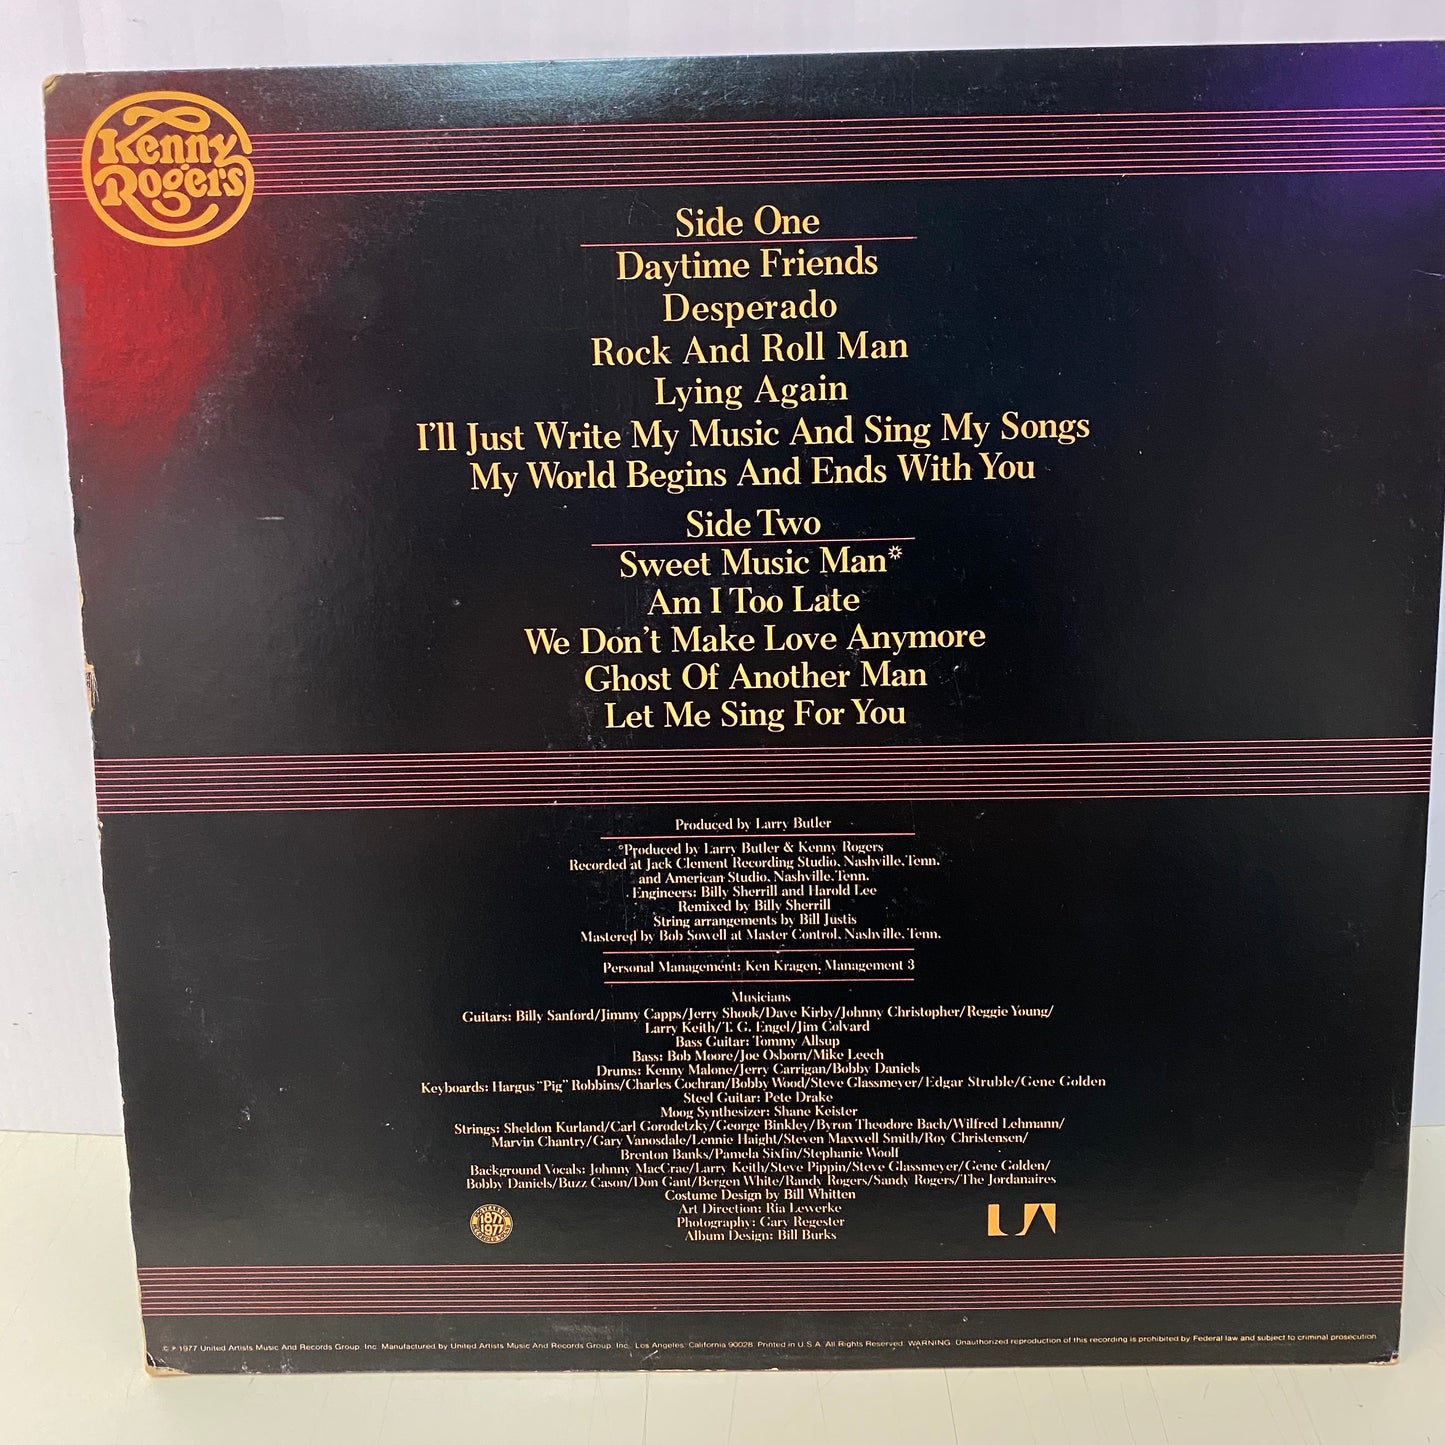 Kenny
Rogers
Side One
Daytime Friends
Desperado
Rock And Roll Man
Lying Again
I'll Just Write My Music And Sing My Songs
My World Begins And Ends With You
Side Two
Sweet Music Man*
Am I Too Late
We Don't Make Love Anymore
Ghost Of Another Man
Let Me Sing For You
Produced by Larry Butler
*Produced by Larry Butler & Kenny Rogers
Recorded at Jack Clement Recording Studio, Nashville, Tenn.
and American Studio, Nashville, Tenn.
Engineers: Billy Sherrill and Harold Lee
Remixed by Billy Sherrill
String arrangements by Bill Justis
Mastered by Bob Sowell at Master Control, Nashville, Tenn.
Personal Management: Ken Kragen, Management 3
Musicians
Guitars: Billy Sanford/Jimmy Capps/Jerry Shook/Dave Kirby/Johnny Christopher/Reggie Young/
Larry Keith/T. G. Engel/Jim Colvard
Bass Guitar: Tommy Allsup
Bass: Bob Moore/Joe Osborn/Mike Leech
Drums: Kenny Malone/Jerry Carrigan/Bobby Daniels
Keyboards: Hargus "Pig" Robbins/Charles Cochran/Bobby Wood/Steve Glassmeyer/Edgar Struble/Gene Golden
Steel Guitar: Pete Drake
Moog Synthesizer: Shane Keister
Strings: Sheldon Kurland/Carl Gorodetzky/George Binkley/Byron Theodore Bach/Wilfred Lehmann/
Marvin Chantry/Gary Vanosdale/Lennie Haight/Steven Maxwell Smith/Roy Christensen/
Brenton Banks/Pamela Sixfin/Stephanie Woolf
Background Vocals: Johnny MacCrae/Larry Keith/Steve Pippin/Steve Glassmeyer/Gene Golden/
Bobby Daniels/Buzz Cason/Don Gant/Bergen White/Randy Rogers/Sandy Rogers/The Jordanaires
Costume Design by Bill Whitten
Art Direction: Ria Lewerke
Photography: Gary Regester
Album Design: Bill Burks
1877
1977
UA
© ℗ 1977 United Artists Music And Records Group, Inc. Manufactured by United Artists Music And Records Group, Inc., Los Angeles, California 90028 Printed in U.S.A. All Rights Reserved. WARNING: Unauthorized reproduction of this recording is prohibited by Federal law and subject to criminal prosecution.